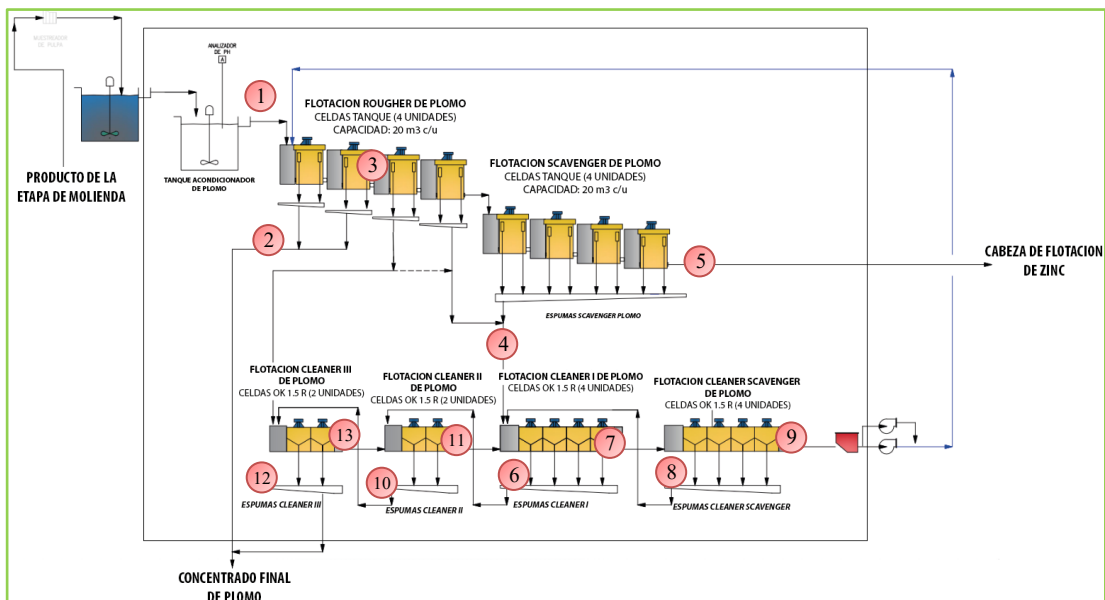 MUESTREADOR
DE PULPA
ANALIZADOR
DE PH
A
1
FLOTACION ROUGHER DE PLOMO
CELDAS TANQUE (4 UNIDADES)
CAPACIDAD: 20 m3 c/u
TANQUE ACONDICIONADOR
DE PLOMO
PRODUCTO DE LA
ETAPA DE MOLIENDA
3
FLOTACION SCAVENGER DE PLOMO
CELDAS TANQUE (4 UNIDADES)
CAPACIDAD: 20 m3 c/u
2
5
CABEZA DE FLOTACION
DE ZINC
ESPUMAS SCAVENGER PLOMO
4
FLOTACION CLEANER III
DE PLOMO
CELDAS OK 1.5 R (2 UNIDADES)
FLOTACION CLEANER II
DE PLOMO
CELDAS OK 1.5 R (2 UNIDADES)
FLOTACION CLEANER I DE PLOMO
CELDAS OK 1.5 R (4 UNIDADES)
FLOTACION CLEANER SCAVENGER
DE PLOMO
CELDAS OK 1.5 R (4 UNIDADES)
13
11
7
9
12
10
6
8
ESPUMAS CLEANER III
ESPUMAS CLEANER II
ESPUMAS CLEANER I
ESPUMAS CLEANER SCAVENGER
CONCENTRADO FINAL
DE PLOMO